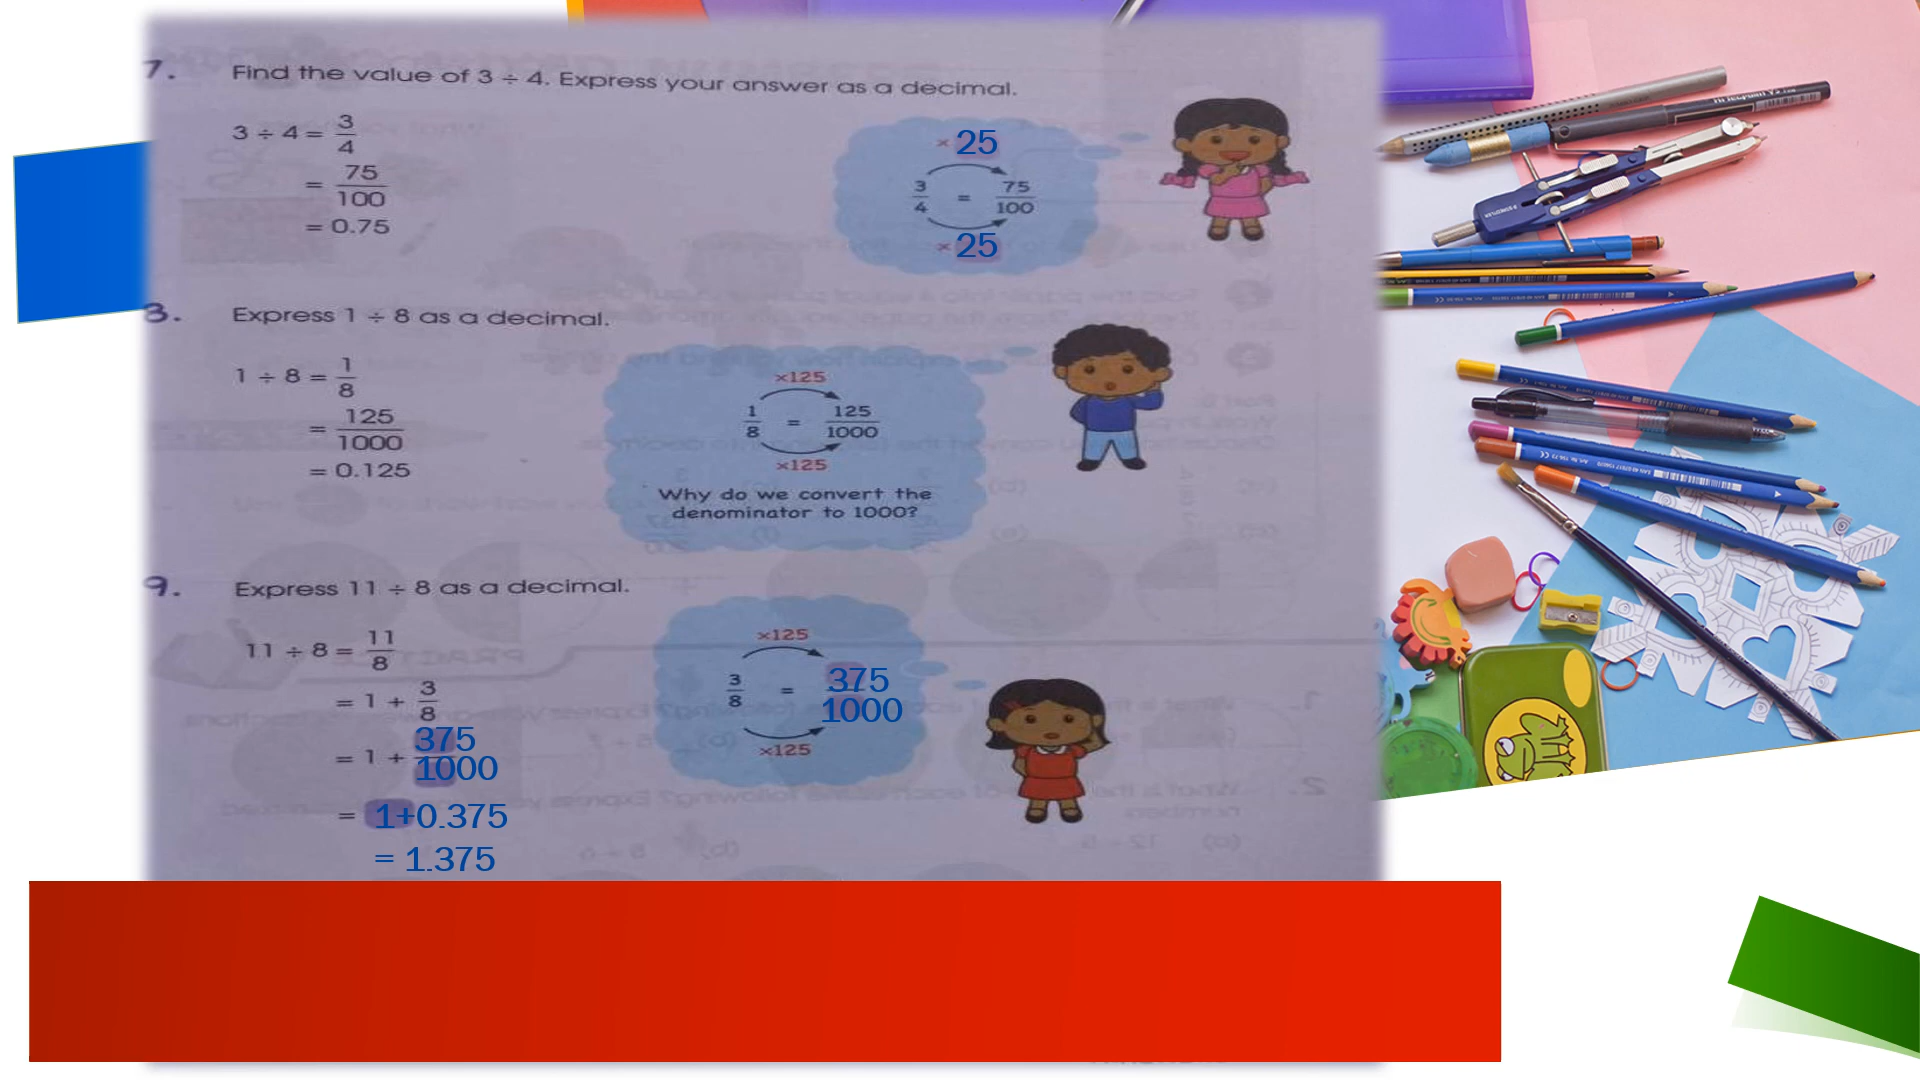 7. Find the value of 3 ÷ 4. Express your answer as a decimal.
3 ÷ 4 = 3/4
= 75/100
= 0.75
× 25
3/4 = 75/100
× 25
8. Express 1 ÷ 8 as a decimal.
1 ÷ 8 = 1/8
= 125/1000
= 0.125
×125
1/8 = 125/1000
×125
Why do we convert the
denominator to 1000?
9. Express 11 ÷ 8 as a decimal.
11 ÷ 8 = 11/8
= 1 + 3/8
= 1 + 375/1000
= 1+0.375
= 1.375
×125
3/8 = 375/1000
×125